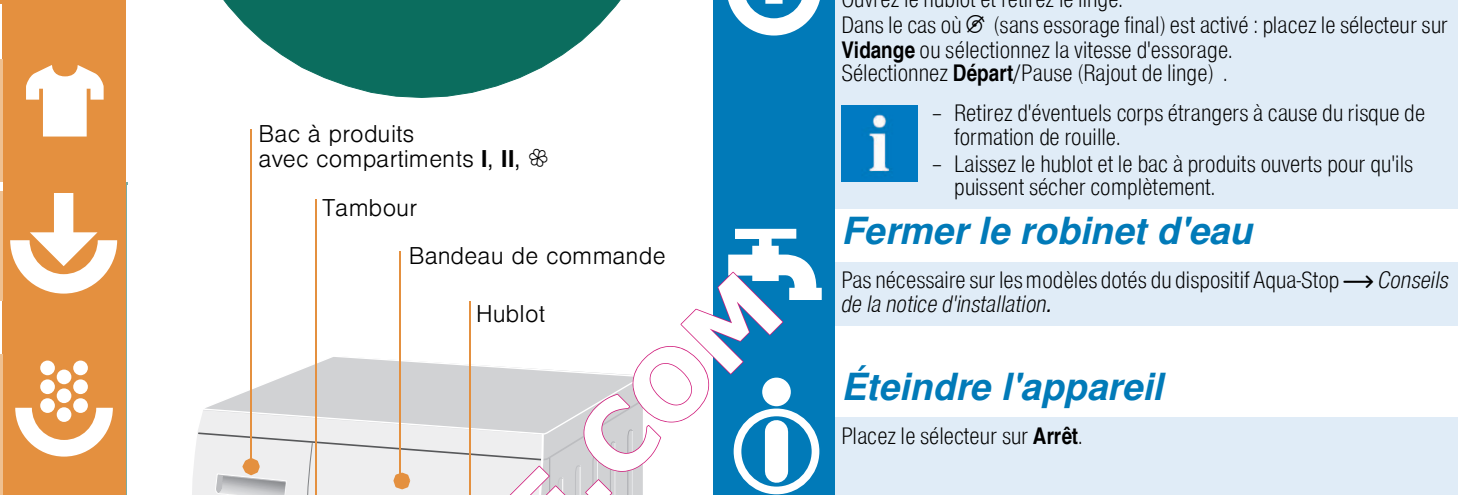 Bac à produits
avec compartiments I, II,
Tambour
Bandeau de commande
Hublot
Ouvrez le hublot et retirez le linge.
Dans le cas où (sans essorage final) est activé : placez le sélecteur sur
Vidange ou sélectionnez la vitesse d'essorage.
Sélectionnez Départ/Pause (Rajout de linge) .
– Retirez d'éventuels corps étrangers à cause du risque de
formation de rouille.
– Laissez le hublot et le bac à produits ouverts pour qu'ils
puissent sécher complètement.
Fermer le robinet d'eau
Pas nécessaire sur les modèles dotés du dispositif Aqua-Stop ⟶ Conseils
de la notice d'installation.
Éteindre l'appareil
Placez le sélecteur sur Arrêt.
E.COM